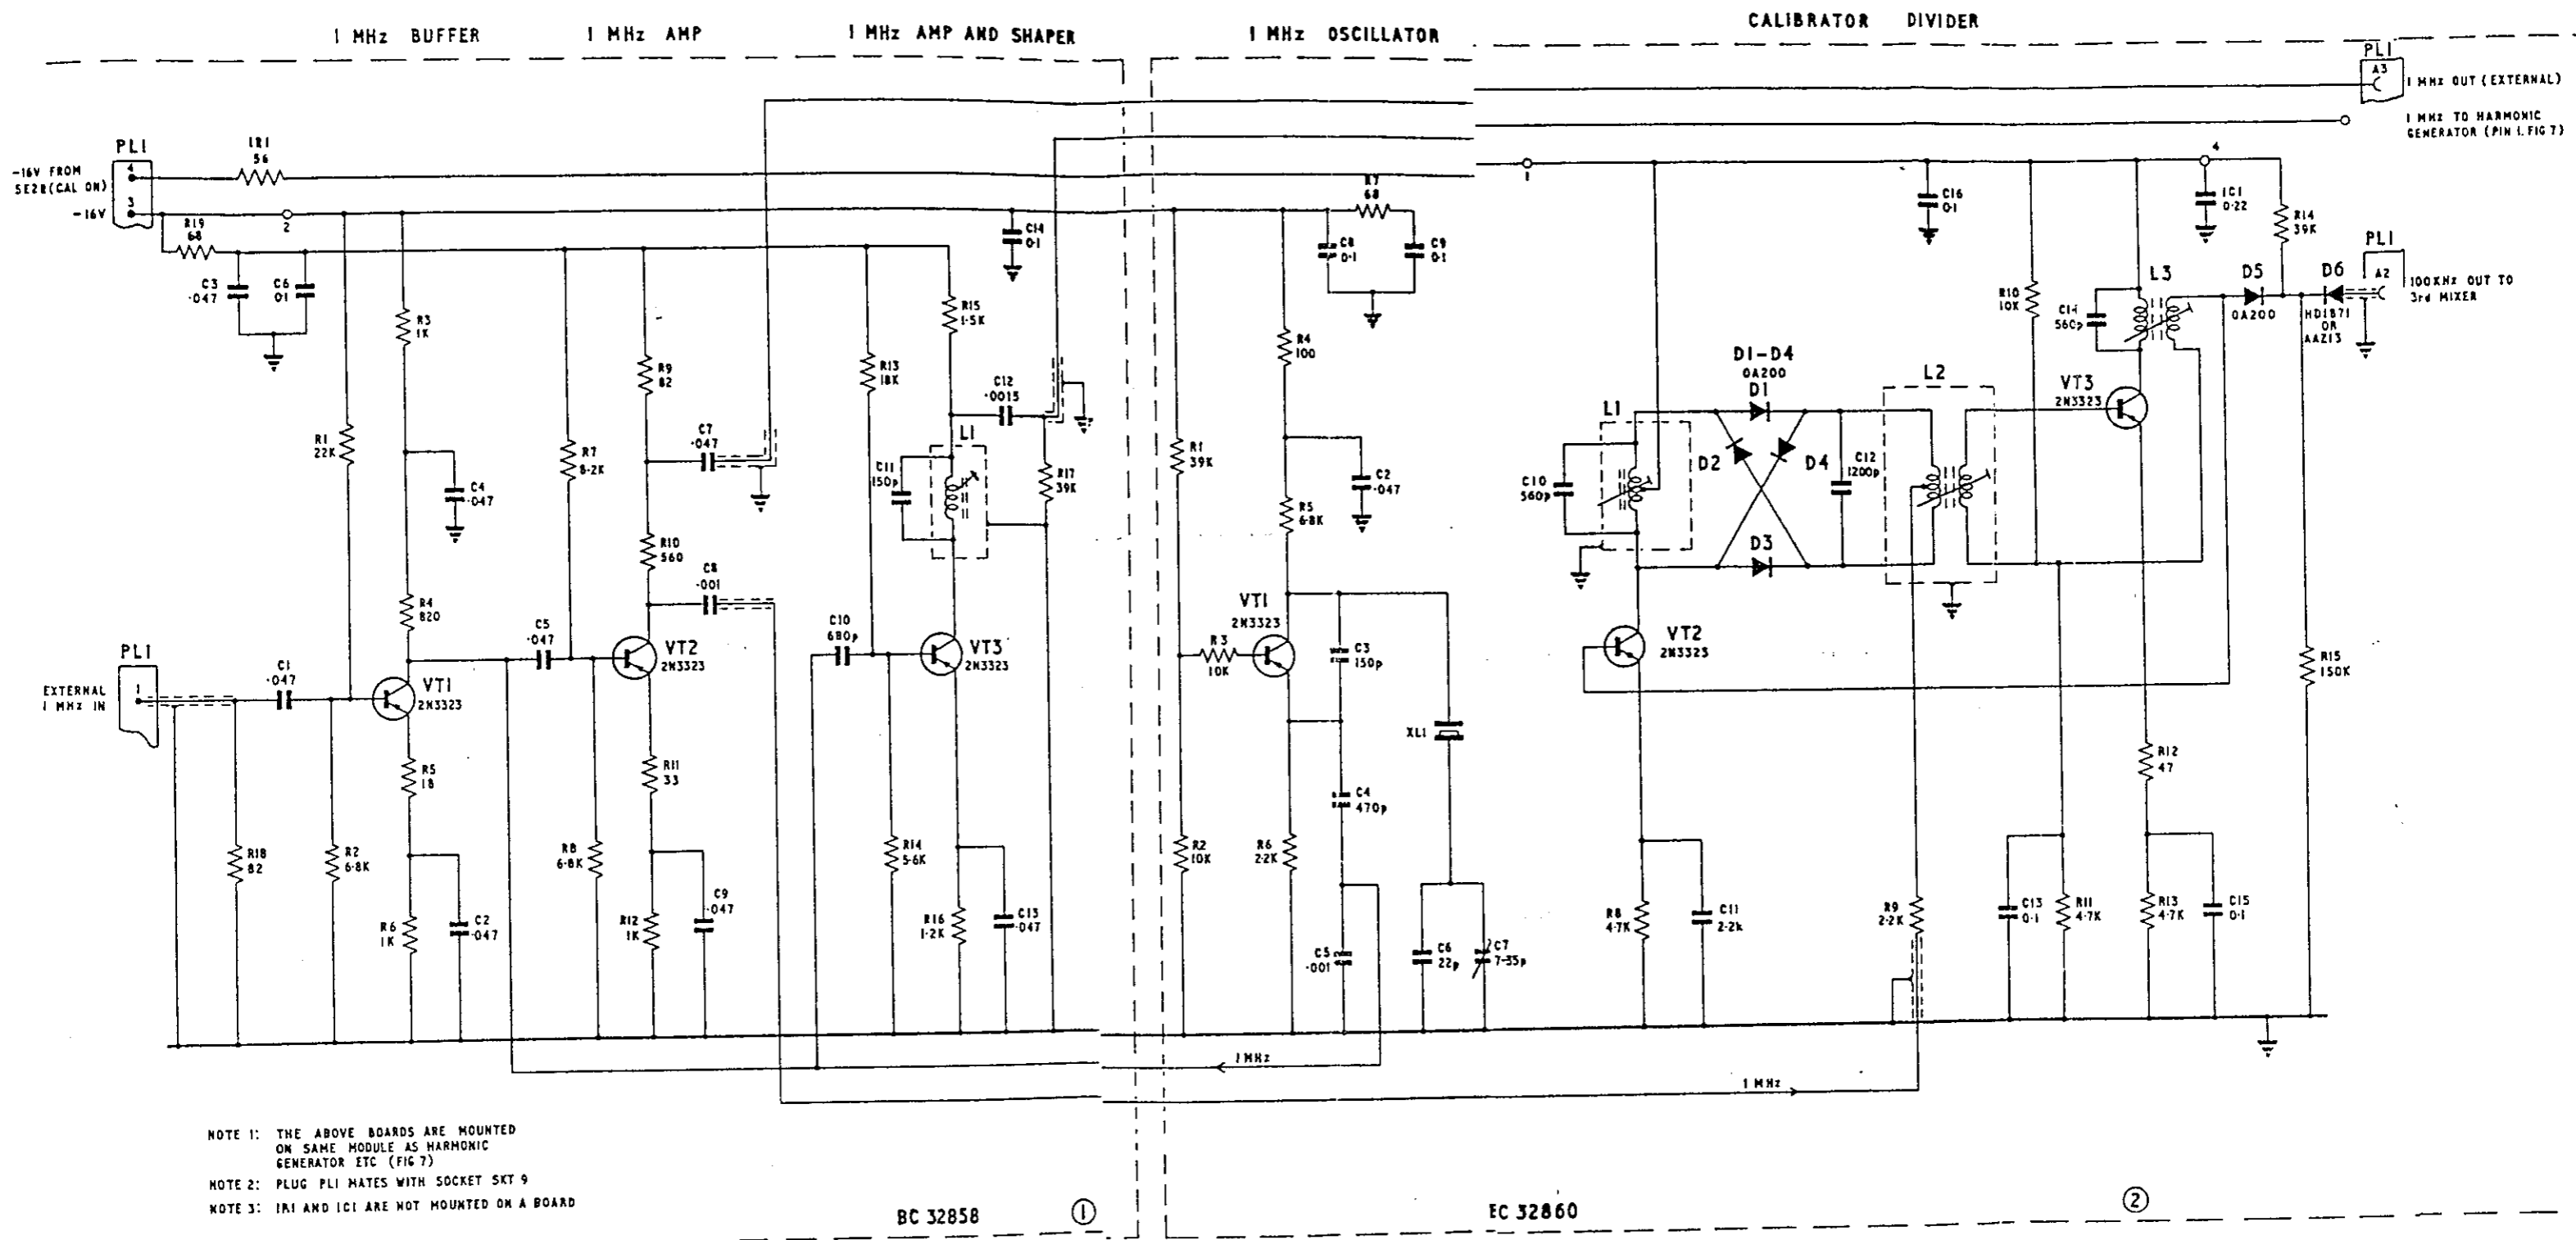 1 MHz BUFFER
1 MHz AMP
1 MHz AMP AND SHAPER
1 MHz OSCILLATOR
CALIBRATOR DIVIDER
PL1
A3
1 MHz OUT (EXTERNAL)
1 MHz TO HARMONIC
GENERATOR (PIN 1. FIG 7)
PL1
4
-16V FROM
SE2R (CAL ON)
3
-16V
1R1
56
2
R19
68
C3
·047
C6
01
R1
22K
R3
1K
C4
·047
R4
820
PL1
1
EXTERNAL
1 MHz IN
C1
·047
VT1
2N3323
R18
82
R2
6·8K
R5
18
R6
1K
C2
·047
C5
·047
R7
8·2K
R9
82
C7
·047
R10
560
C8
·001
VT2
2N3323
R8
6·8K
R11
33
R12
1K
C9
·047
R13
18K
R15
1·5K
C14
0·1
C12
·0015
C11
150p
L1
R17
39K
C10
680p
VT3
2N3323
R14
5·6K
R16
1·2K
C13
·047
R7
68
C8
0·1
C9
0·1
R4
100
R1
39K
C2
·047
R5
6·8K
VT1
2N3323
R3
10K
C3
150p
XL1
C4
470p
R2
10K
R6
2·2K
C5
·001
C6
22p
C7
7-35p
1 MHz
1 MHz
1
C16
0·1
4
1C1
0·22
R14
39K
R10
10K
L3
C14
560p
D5
OA200
D6
HD1871
OR
AAZ13
PL1
A2
100KHz OUT TO
3rd MIXER
D1-D4
OA200
D1
D2
D4
D3
L1
C10
560p
C12
1200p
L2
VT3
2N3323
VT2
2N3323
R15
150K
R12
47
R8
4·7K
C11
2·2k
R9
2·2K
C13
0·1
R11
4·7K
R13
4·7K
C15
0·1
NOTE 1: THE ABOVE BOARDS ARE MOUNTED
ON SAME MODULE AS HARMONIC
GENERATOR ETC (FIG 7)
NOTE 2: PLUG PL1 MATES WITH SOCKET SKT 9
NOTE 3: 1R1 AND 1C1 ARE NOT MOUNTED ON A BOARD
BC 32858
1
EC 32860
2